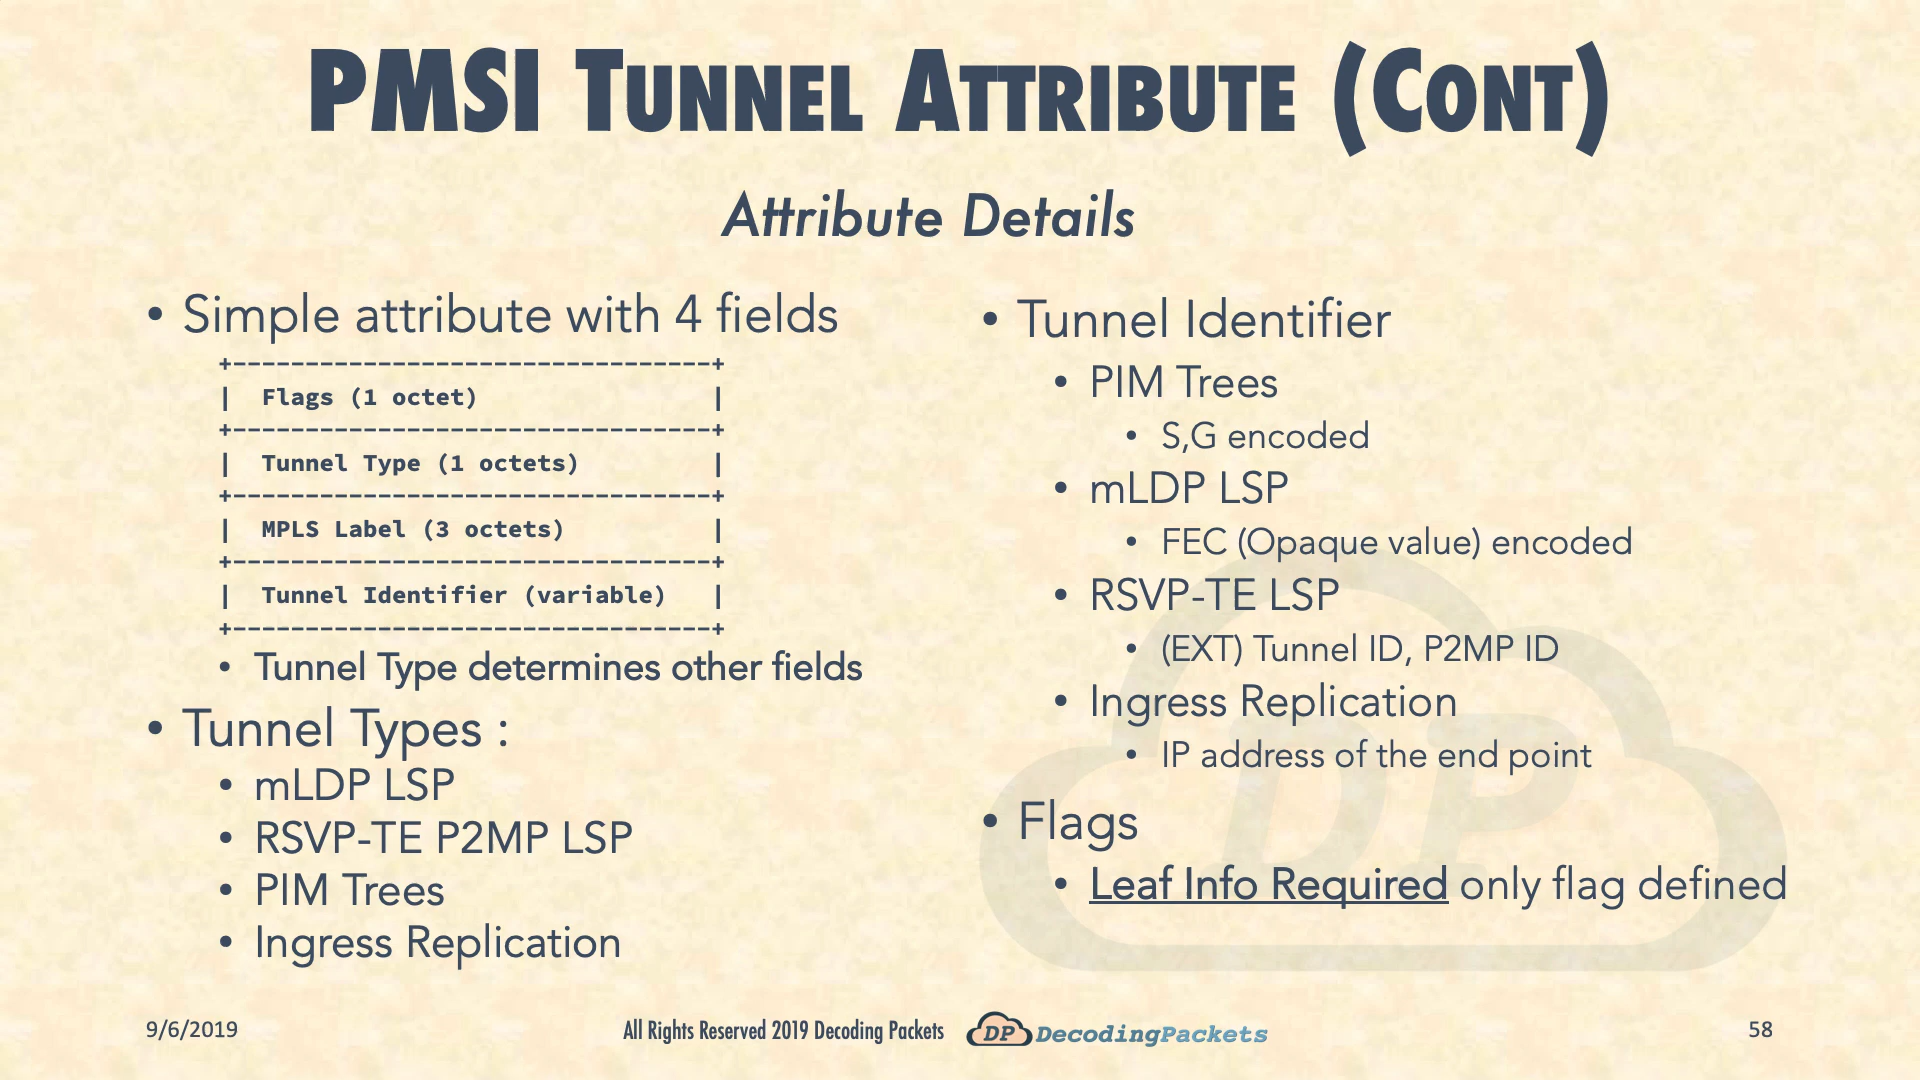 PMSI Tunnel Attribute (Cont)
Attribute Details
• Simple attribute with 4 fields
+---------------------------------+
|  Flags (1 octet)                |
+---------------------------------+
|  Tunnel Type (1 octets)         |
+---------------------------------+
|  MPLS Label (3 octets)          |
+---------------------------------+
|  Tunnel Identifier (variable)   |
+---------------------------------+
• Tunnel Type determines other fields
• Tunnel Types :
• mLDP LSP
• RSVP-TE P2MP LSP
• PIM Trees
• Ingress Replication
• Tunnel Identifier
• PIM Trees
• S,G encoded
• mLDP LSP
• FEC (Opaque value) encoded
• RSVP-TE LSP
• (EXT) Tunnel ID, P2MP ID
• Ingress Replication
• IP address of the end point
• Flags
• Leaf Info Required only flag defined
DP
9/6/2019
All Rights Reserved 2019 Decoding Packets
DP DecodingPackets
58